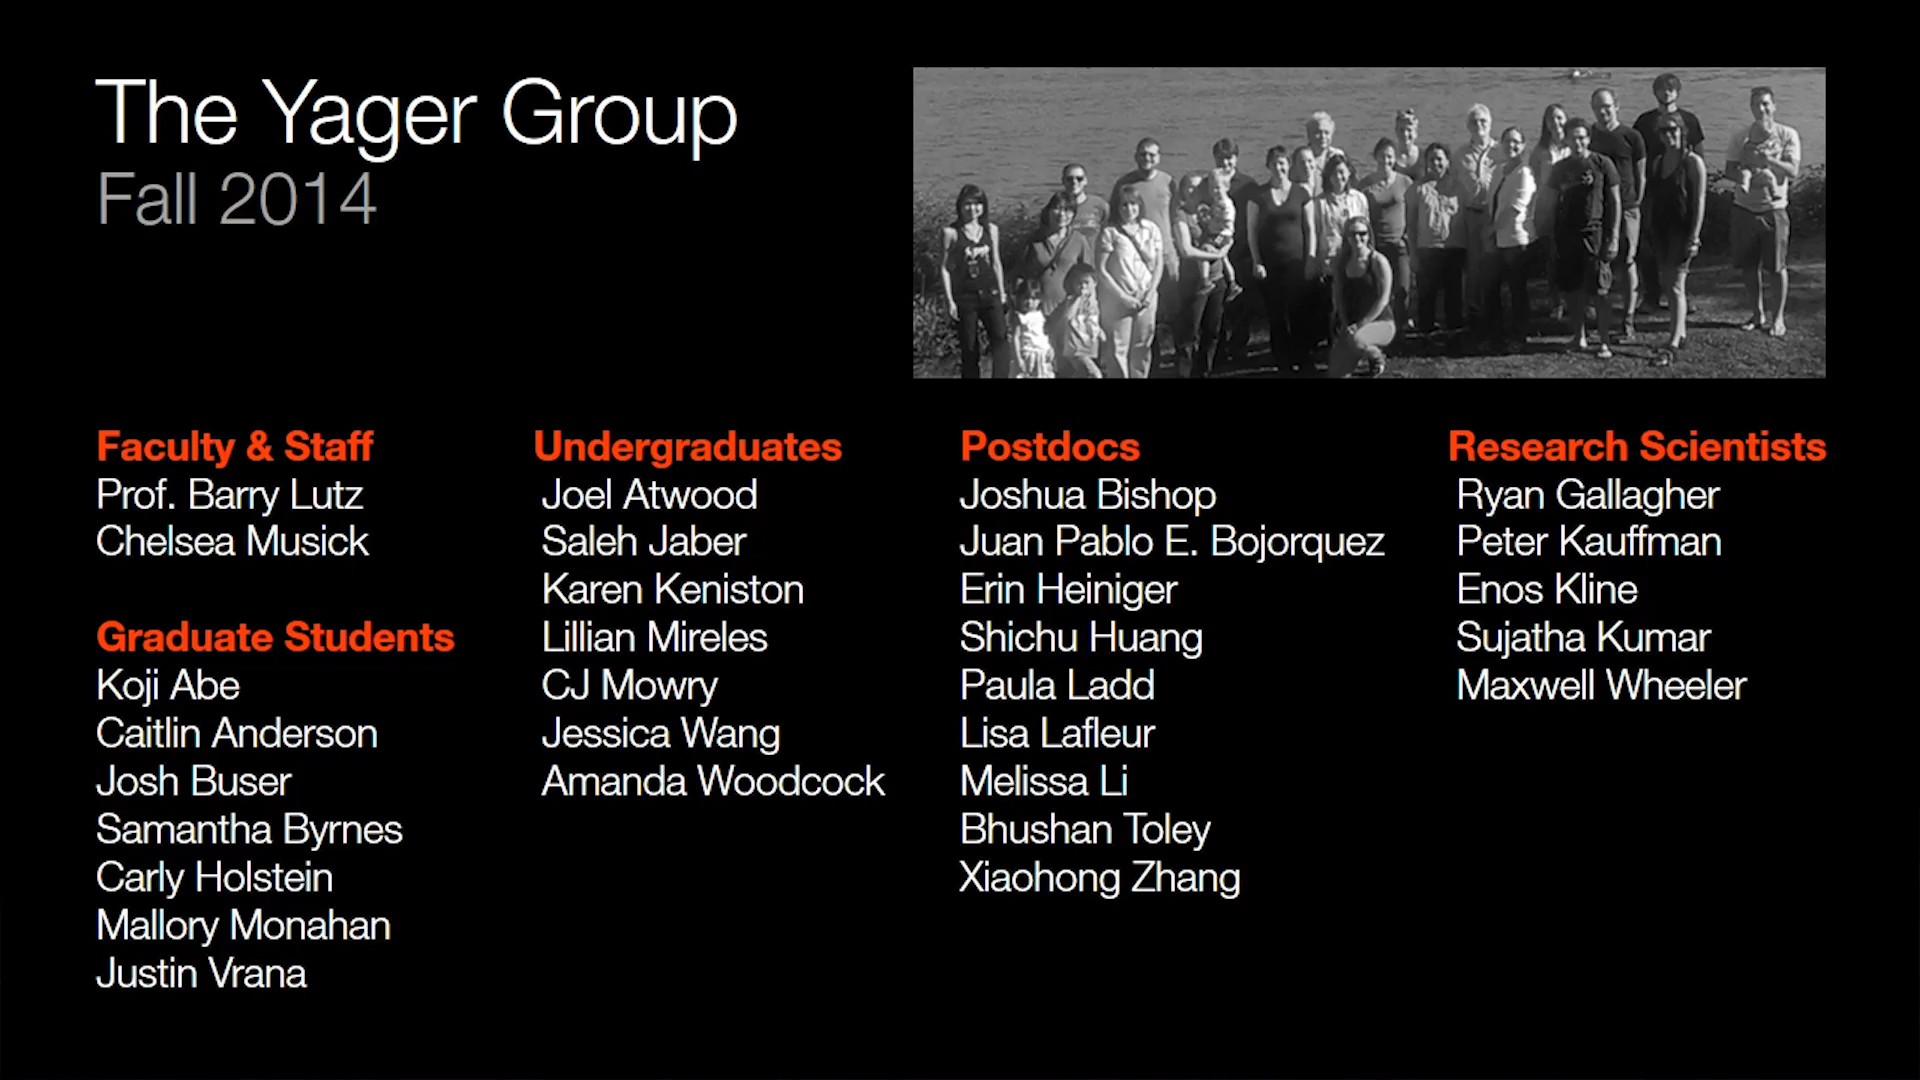 The Yager Group
Fall 2014
Faculty & Staff
Prof. Barry Lutz
Chelsea Musick
Graduate Students
Koji Abe
Caitlin Anderson
Josh Buser
Samantha Byrnes
Carly Holstein
Mallory Monahan
Justin Vrana
Undergraduates
Joel Atwood
Saleh Jaber
Karen Keniston
Lillian Mireles
CJ Mowry
Jessica Wang
Amanda Woodcock
Postdocs
Joshua Bishop
Juan Pablo E. Bojorquez
Erin Heiniger
Shichu Huang
Paula Ladd
Lisa Lafleur
Melissa Li
Bhushan Toley
Xiaohong Zhang
Research Scientists
Ryan Gallagher
Peter Kauffman
Enos Kline
Sujatha Kumar
Maxwell Wheeler